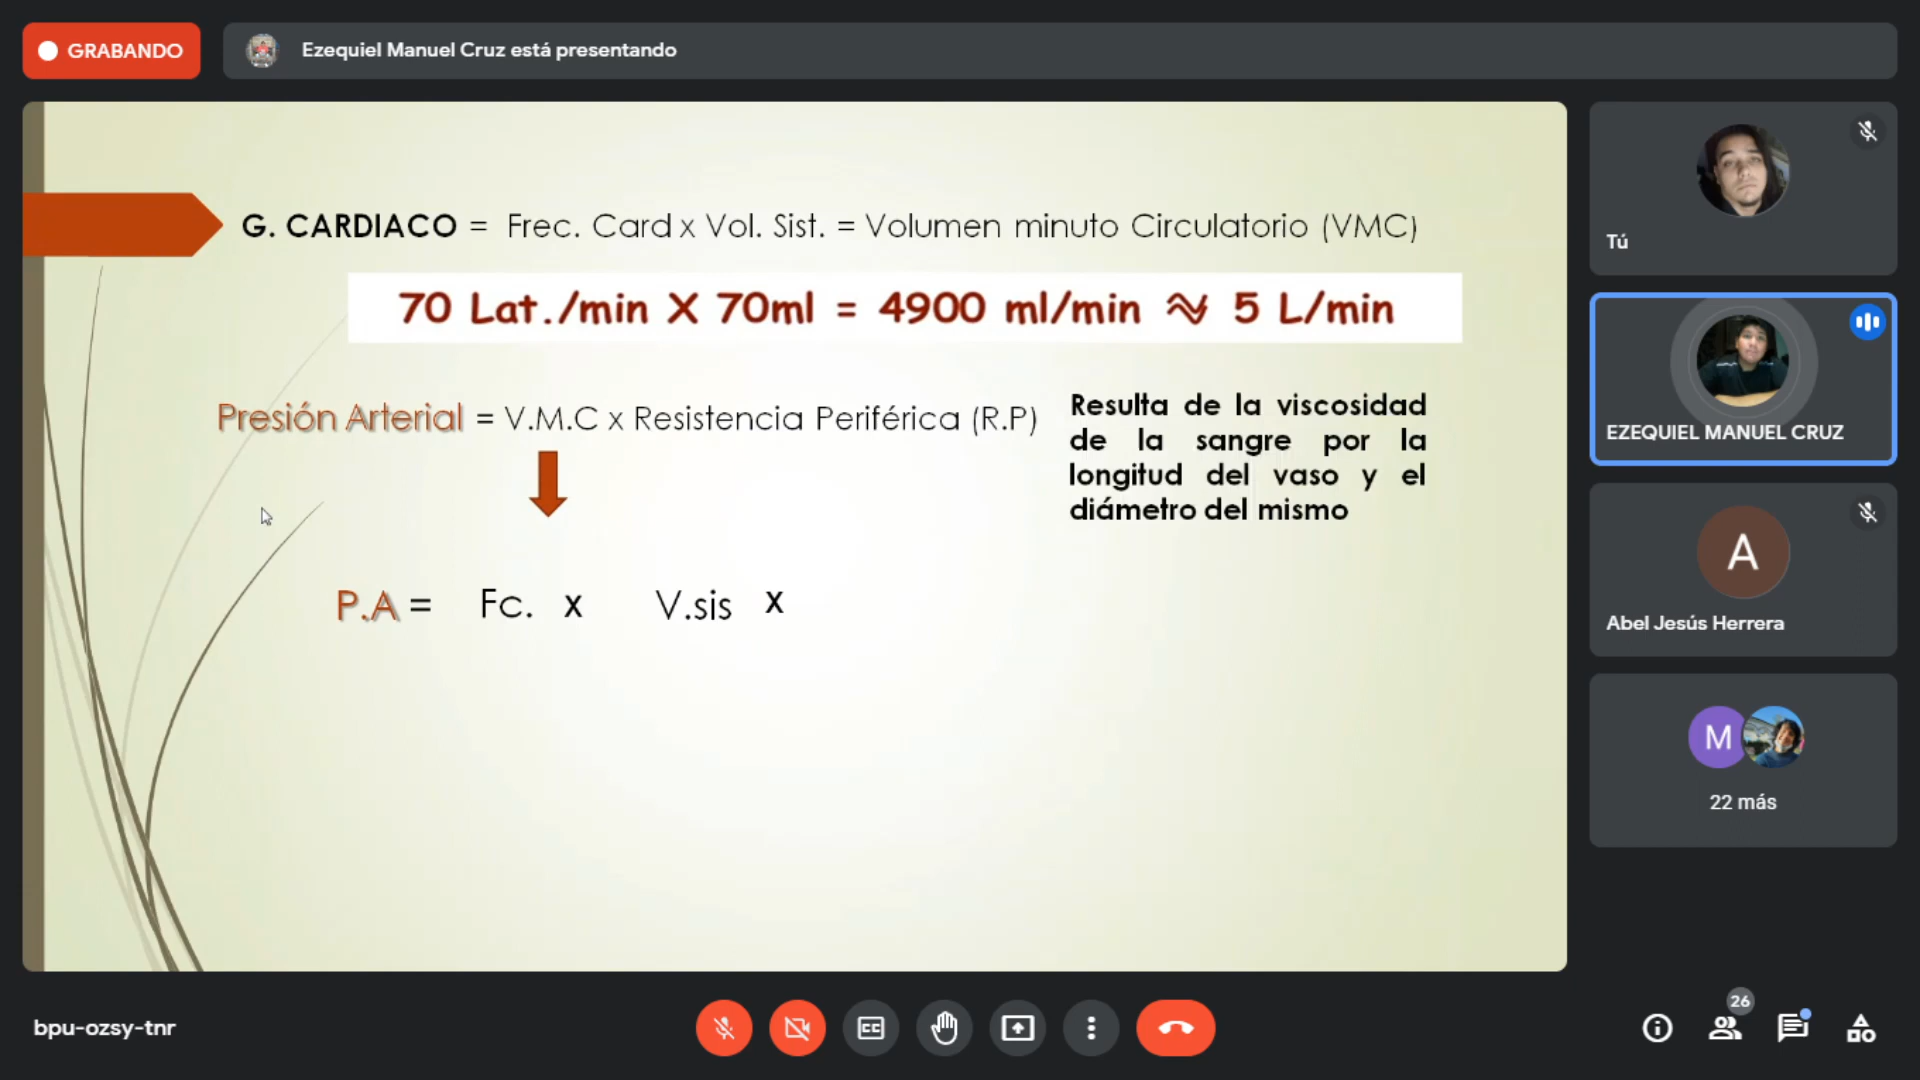 GRABANDO
Ezequiel Manuel Cruz está presentando
G. CARDIACO = Frec. Card x Vol. Sist. = Volumen minuto Circulatorio (VMC)
70 Lat./min X 70ml = 4900 ml/min ≈ 5 L/min
Presión Arterial = V.M.C x Resistencia Periférica (R.P)
Resulta de la viscosidad
de la sangre por la
longitud del vaso y el
diámetro del mismo
P.A = Fc. x V.sis x
Tú
EZEQUIEL MANUEL CRUZ
A
Abel Jesús Herrera
M
22 más
bpu-ozsy-tnr
CC
26